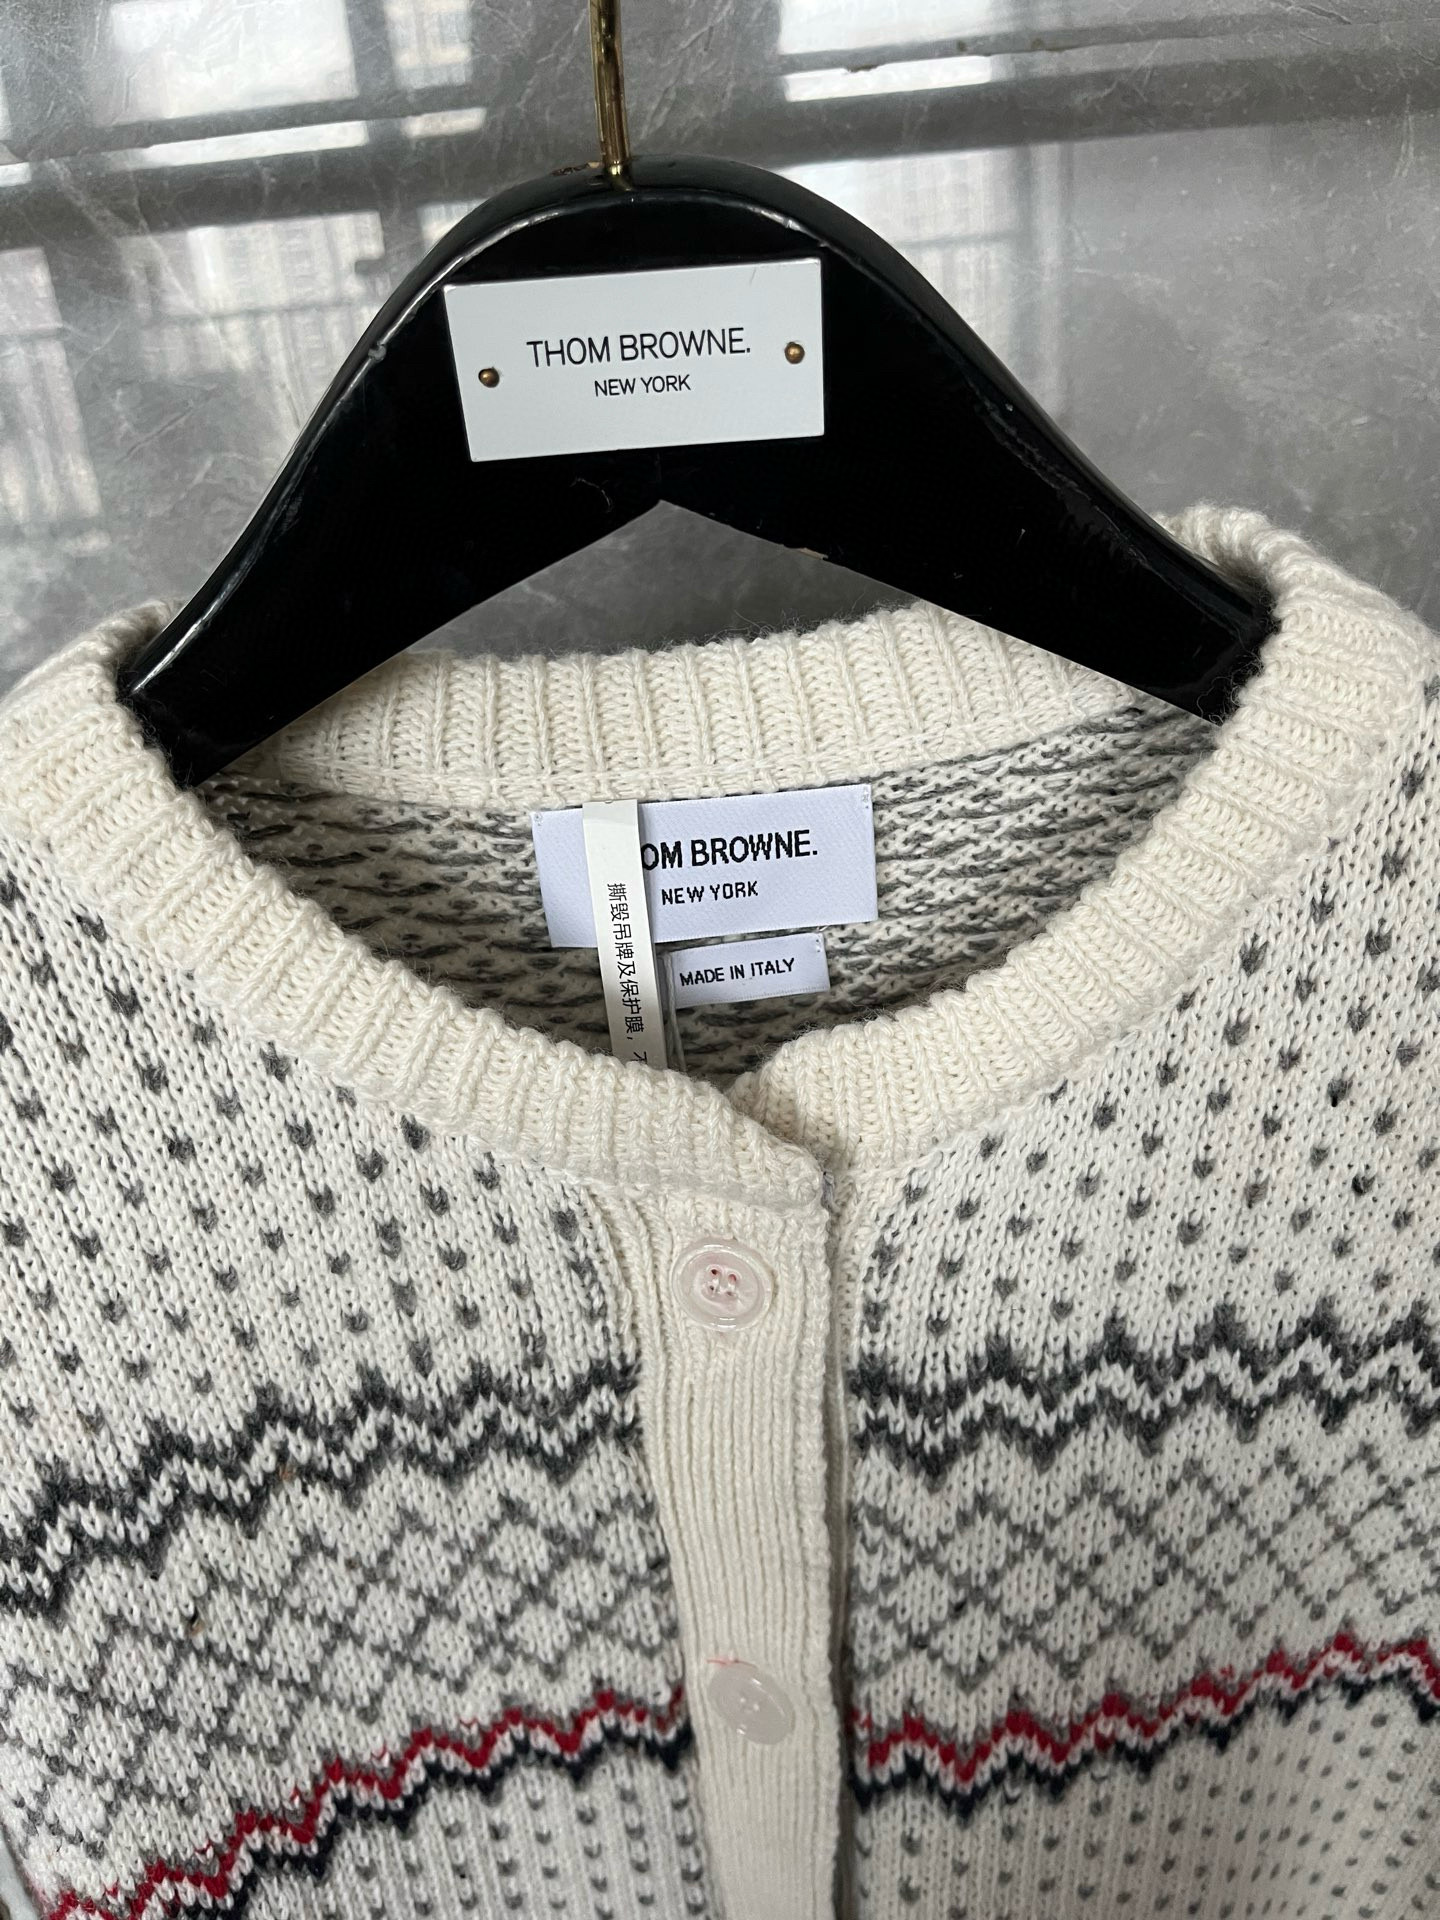 THOM BROWNE.
NEW YORK
OM BROWNE.
NEW YORK
MADE IN ITALY
撕毁吊牌及保护膜，不